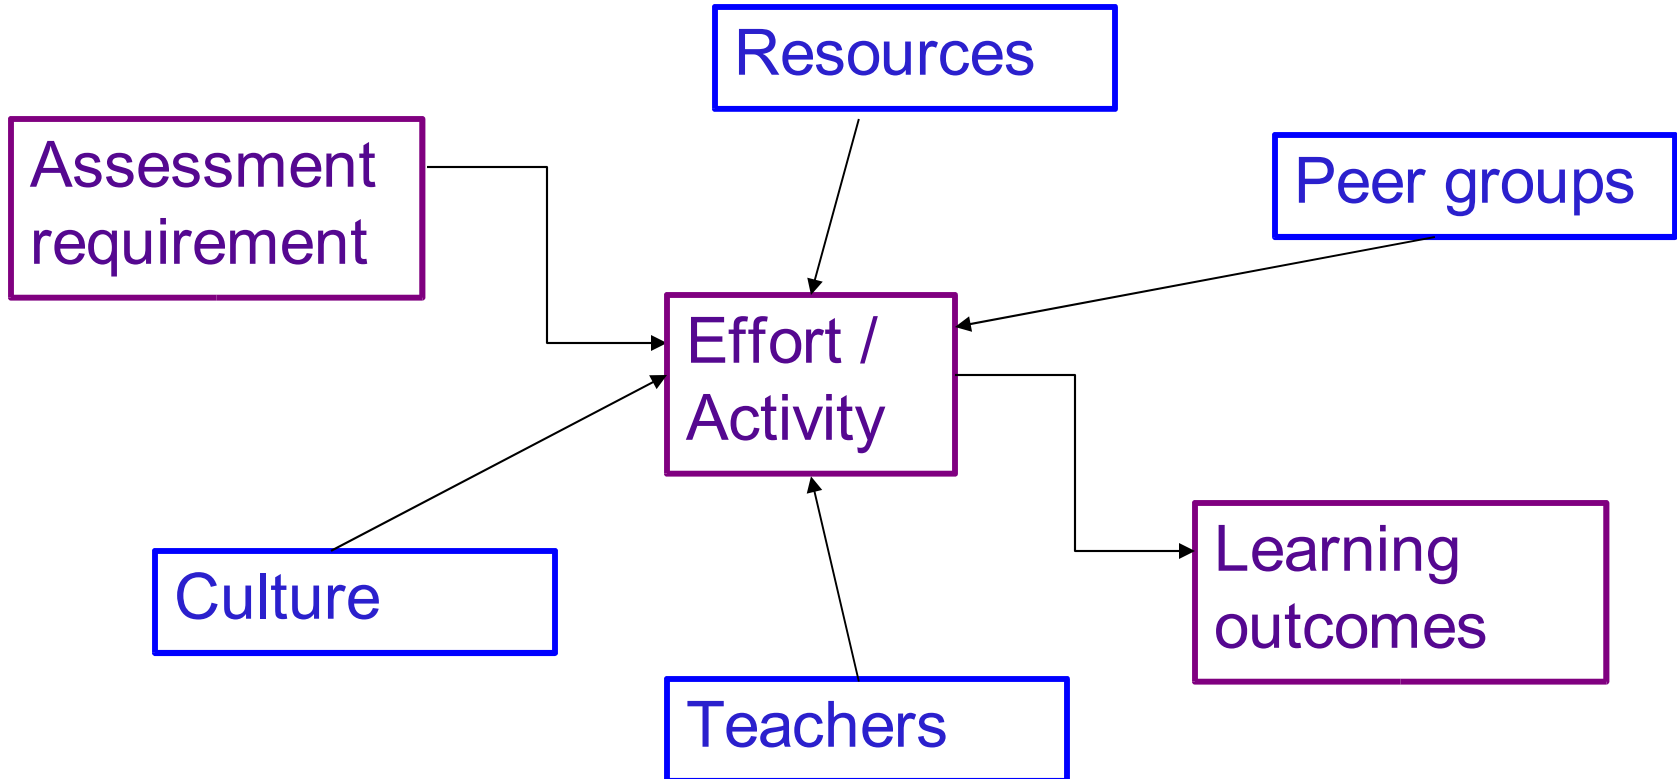 Resources
Assessment
requirement
Peer groups
Effort /
Activity
Culture
Learning
outcomes
Teachers